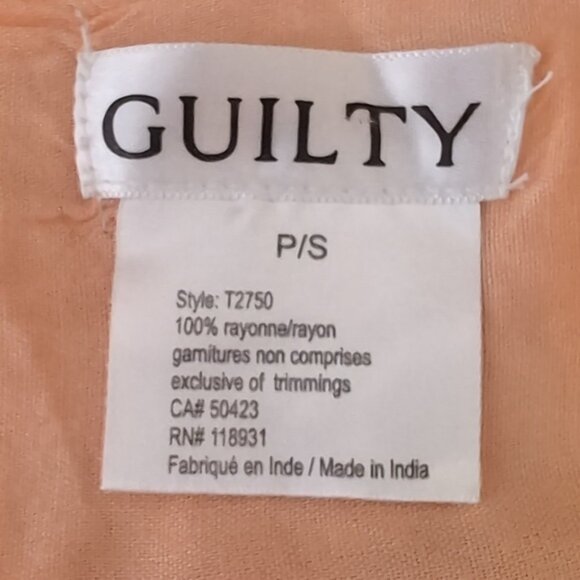 GUILTY
P/S
Style: T2750
100% rayonne/rayon
garnitures non comprises
exclusive of trimmings
CA# 50423
RN# 118931
Fabriqué en Inde / Made in India